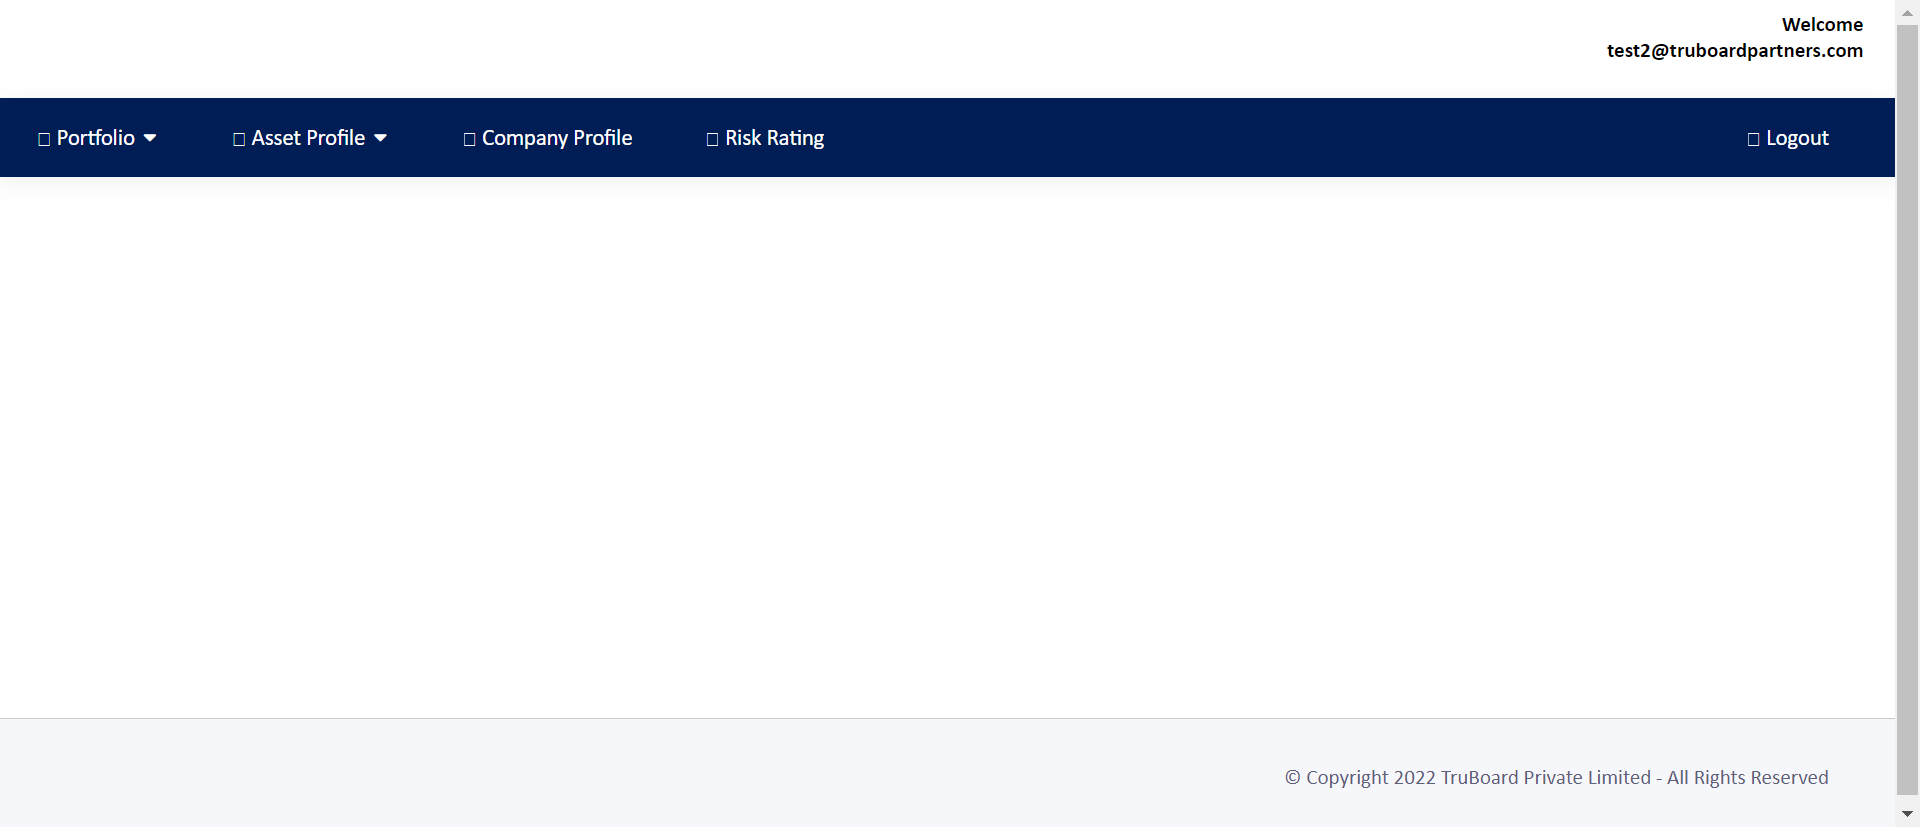 Welcome
test2@truboardpartners.com
Portfolio
Asset Profile
Company Profile
Risk Rating
Logout
© Copyright 2022 TruBoard Private Limited - All Rights Reserved